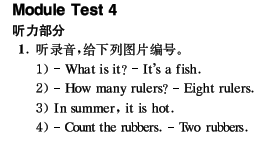 Module Test 4
听力部分
1. 听录音,给下列图片编号。
1) - What is it? - It's a fish.
2) - How many rulers? - Eight rulers.
3) In summer, it is hot.
4) - Count the rubbers. - Two rubbers.